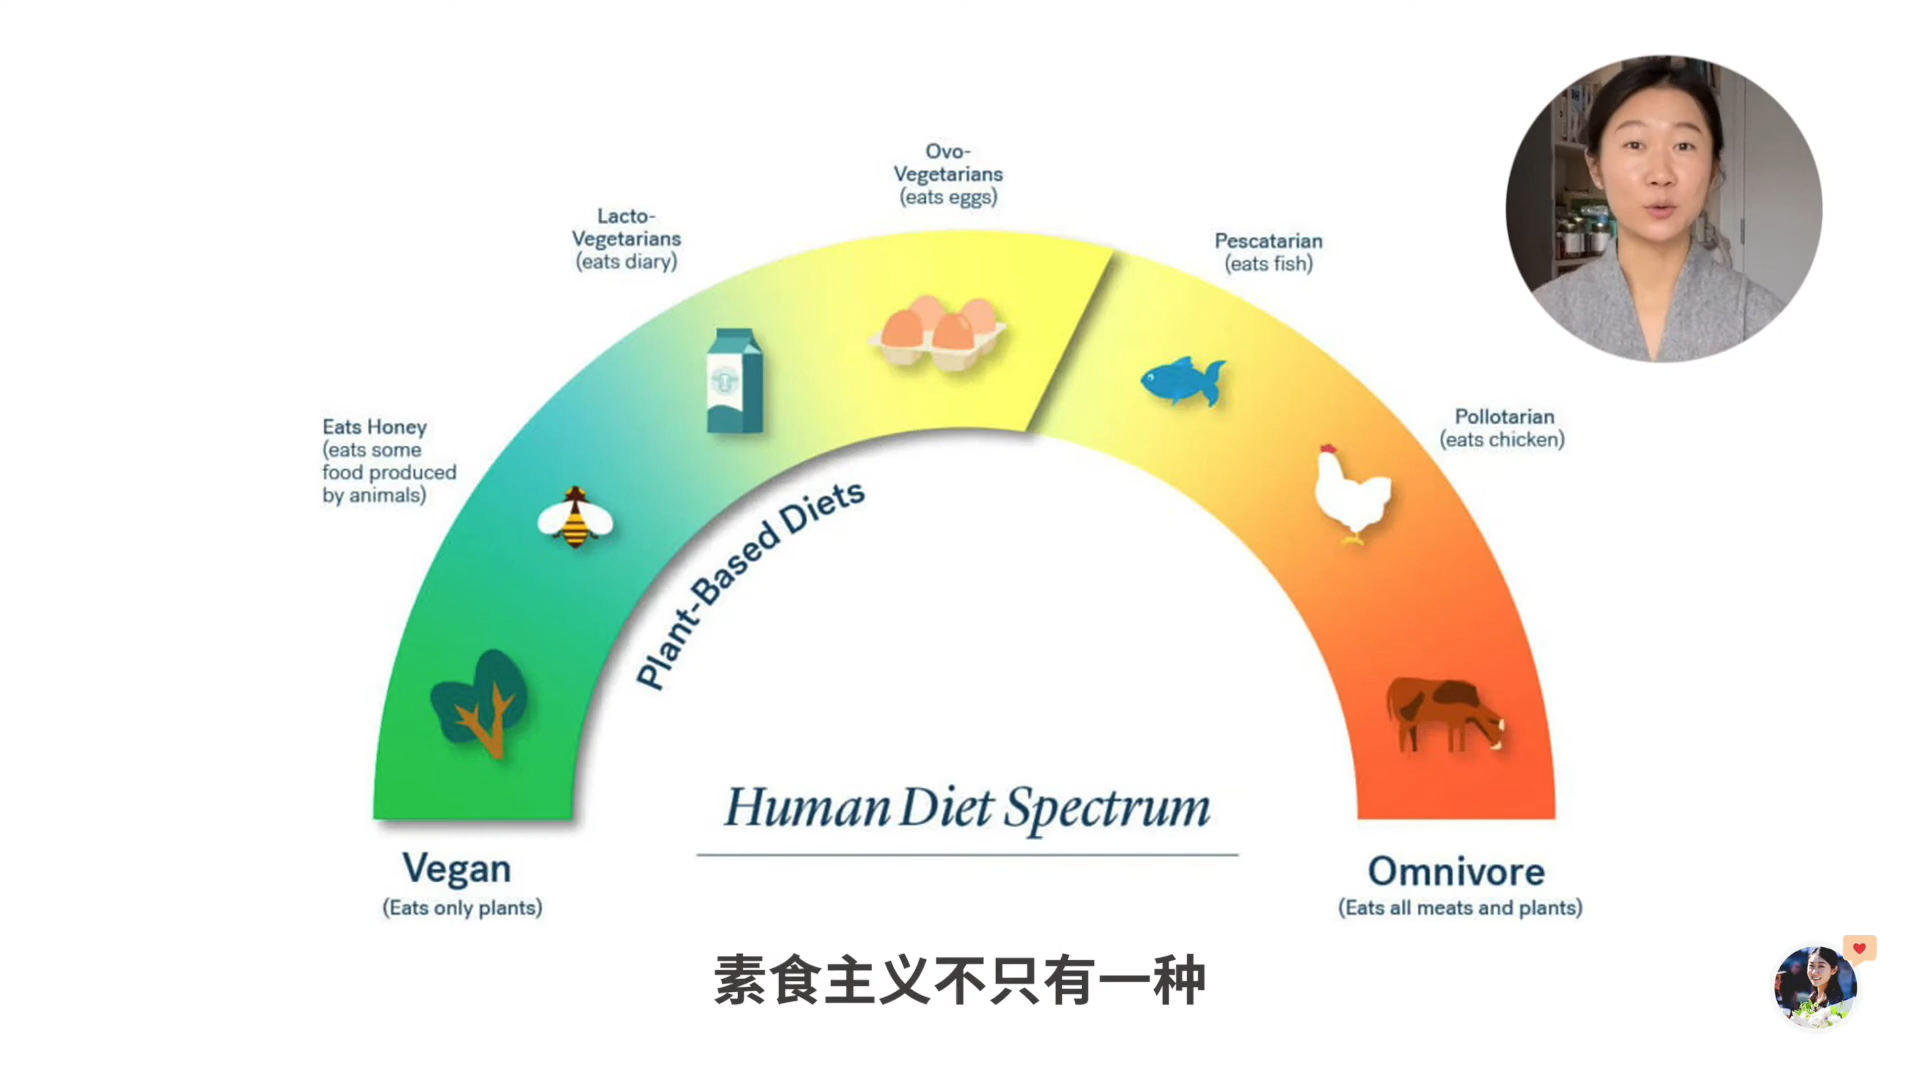 Ovo-
Vegetarians
(eats eggs)
Lacto-
Vegetarians
(eats diary)
Pescatarian
(eats fish)
Eats Honey
(eats some
food produced
by animals)
Pollotarian
(eats chicken)
Plant-Based Diets
Human Diet Spectrum
Vegan
(Eats only plants)
Omnivore
(Eats all meats and plants)
素食主义不只有一种